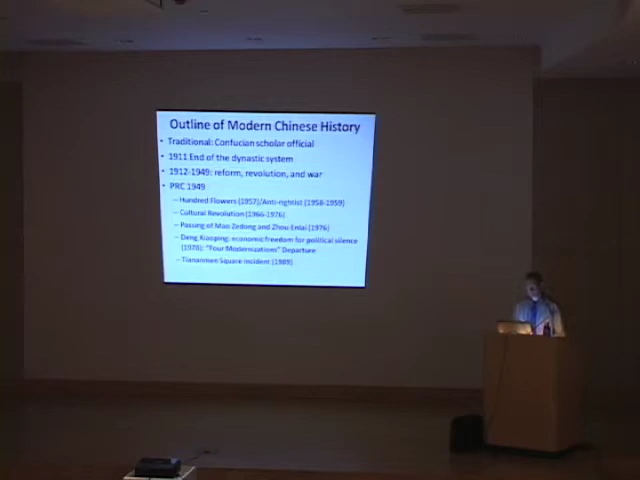 Outline of Modern Chinese History
• Traditional: Confucian scholar official
• 1911 End of the dynastic system
• 1912-1949: reform, revolution, and war
• PRC 1949
– Hundred Flowers (1957)/Anti-rightist (1958-1959)
– Cultural Revolution (1966-1976)
– Passing of Mao Zedong and Zhou Enlai (1976)
– Deng Xiaoping: economic freedom for political silence
(1978): "Four Modernizations" Departure
– Tiananmen Square incident (1989)